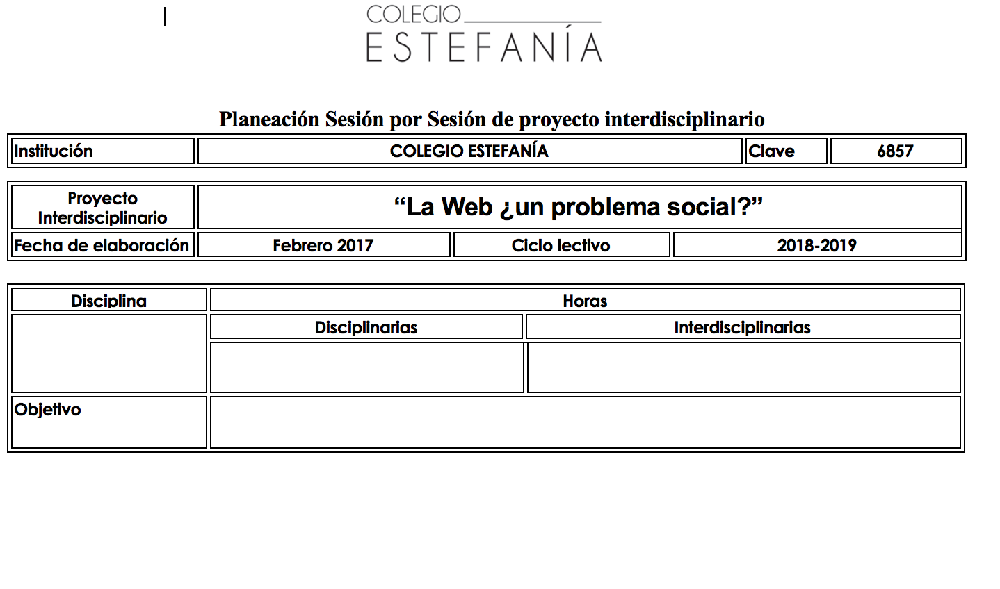 COLEGIO
ESTEFANÍA
Planeación Sesión por Sesión de proyecto interdisciplinario
Institución COLEGIO ESTEFANÍA Clave 6857
Proyecto
Interdisciplinario
“La Web ¿un problema social?”
Fecha de elaboración Febrero 2017 Ciclo lectivo 2018-2019
Disciplina Horas
Disciplinarias Interdisciplinarias
Objetivo